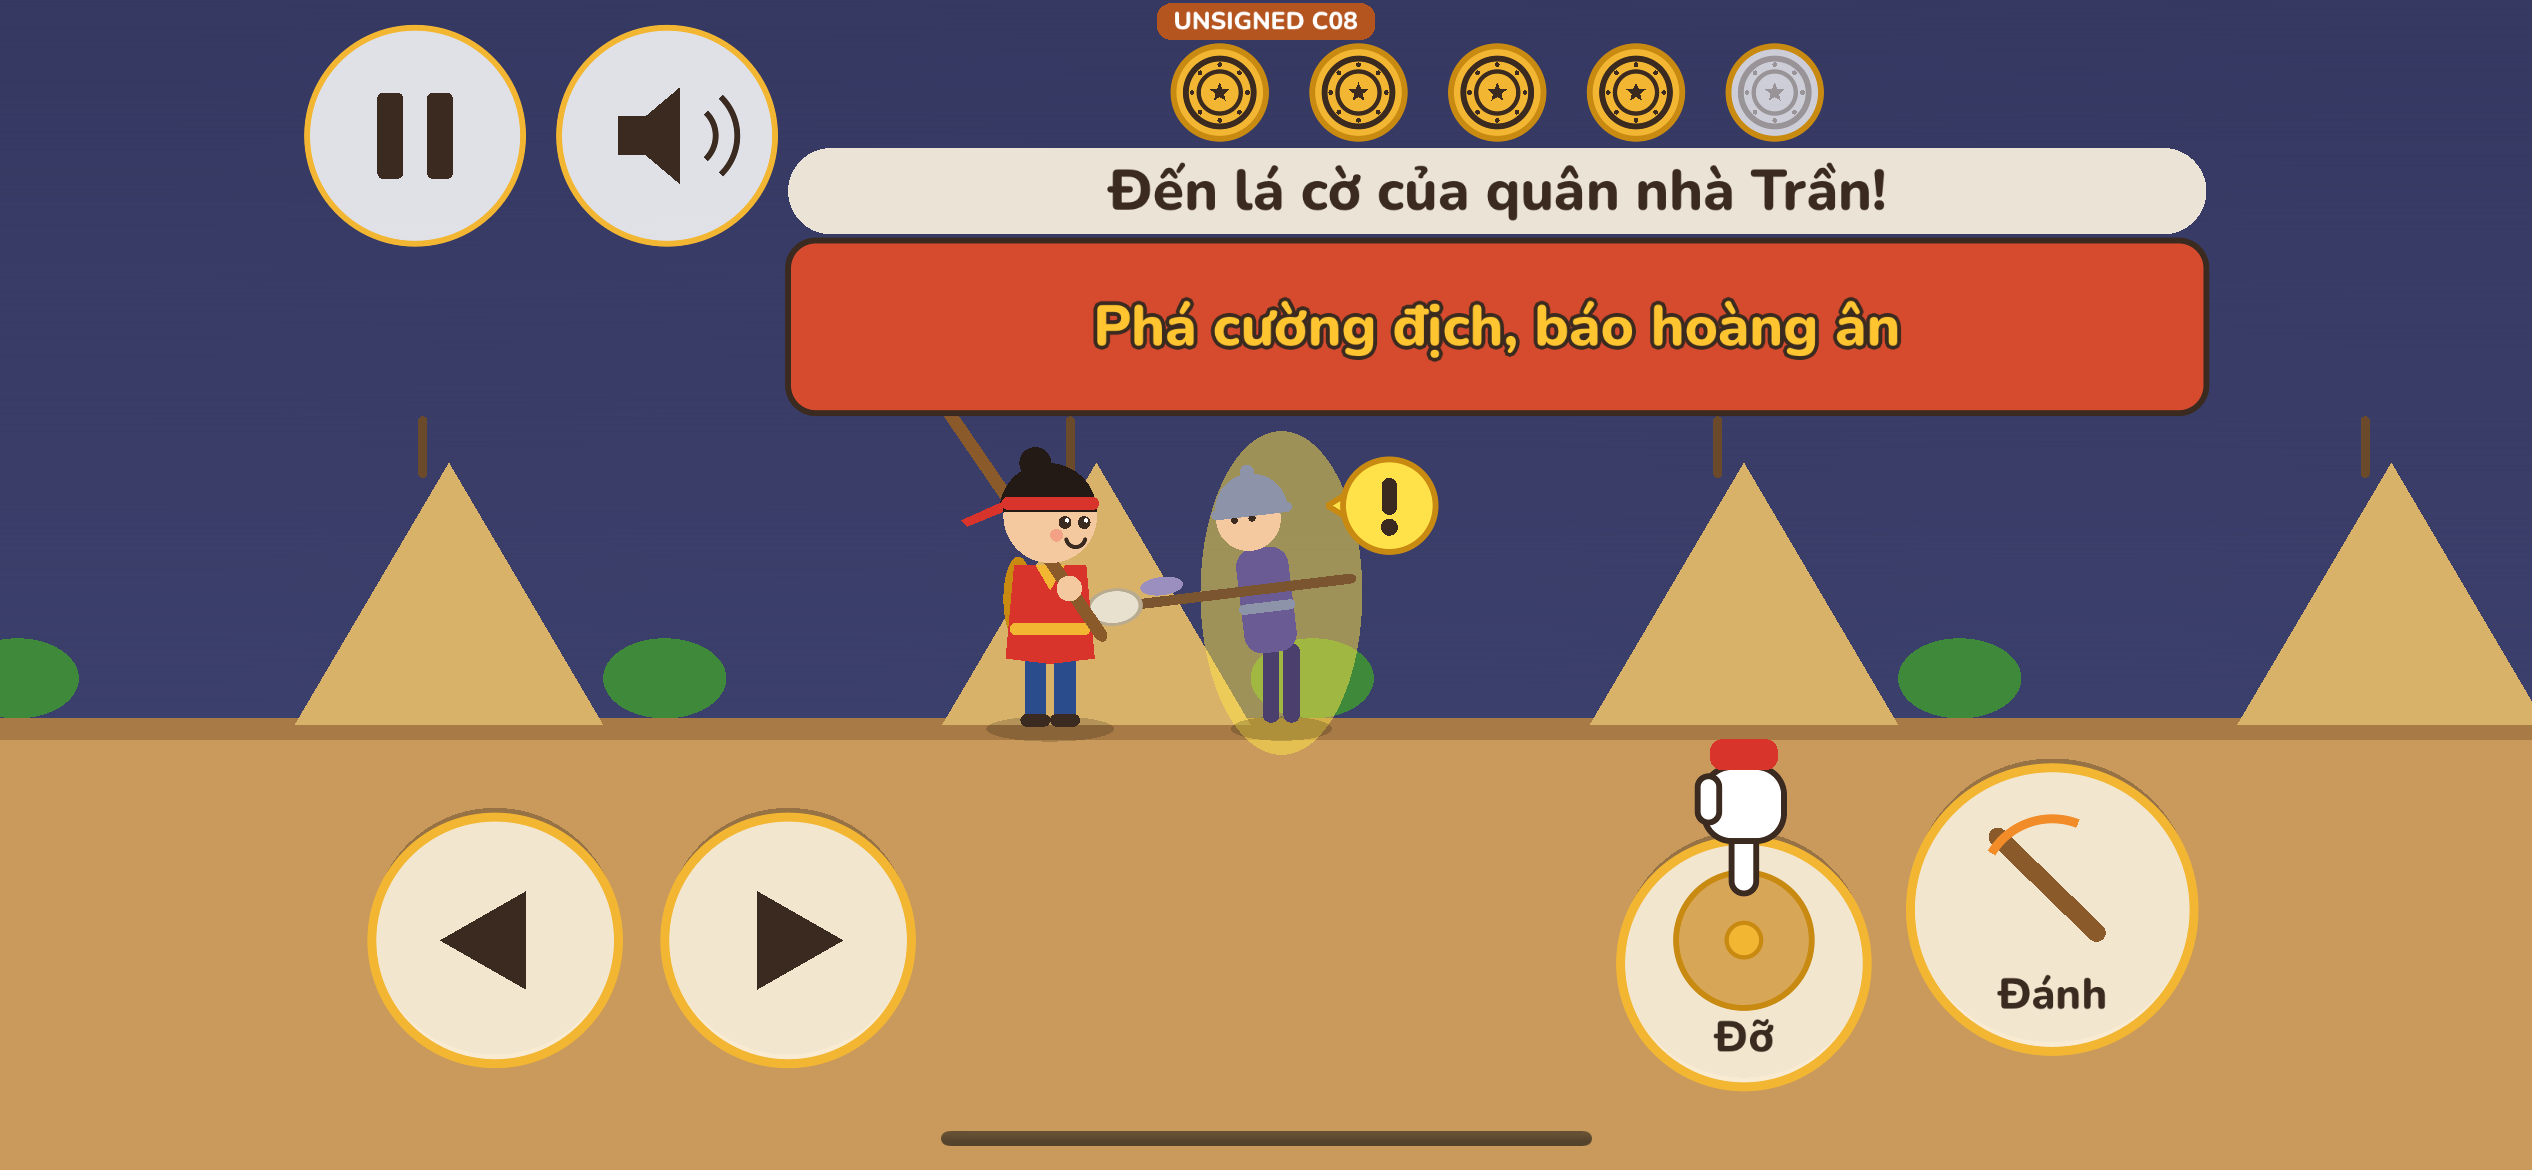 UNSIGNED C08
Đến lá cờ của quân nhà Trần!
Phá cường địch, báo hoàng ân
!
Đánh
Đỡ